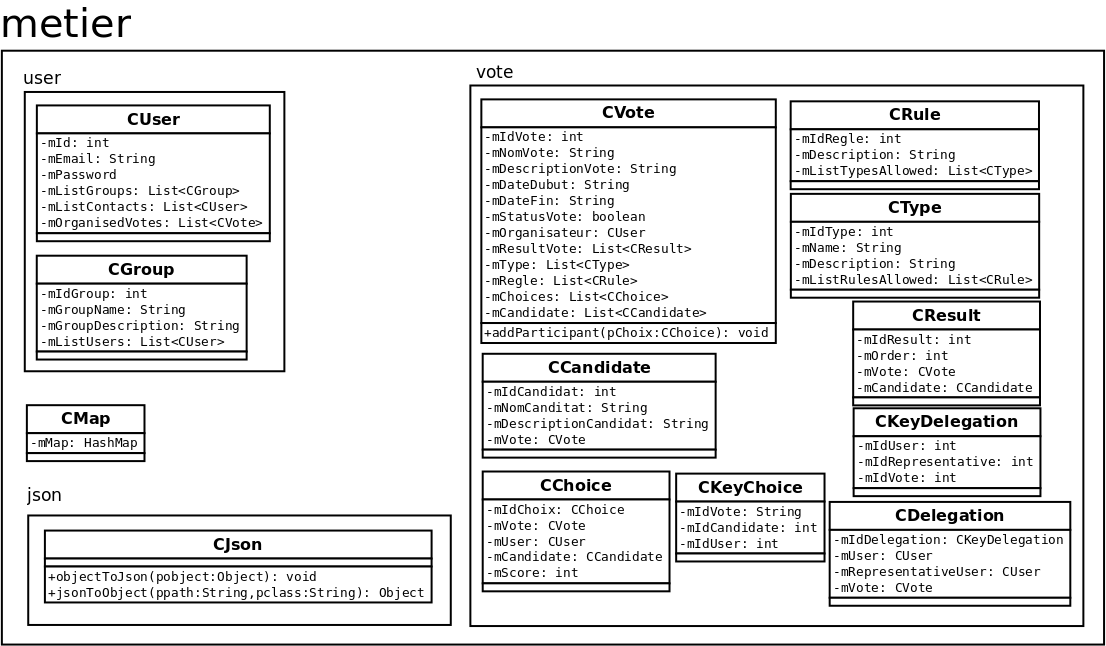 metier
user
CUser
-mId: int
-mEmail: String
-mPassword
-mListGroups: List<CGroup>
-mListContacts: List<CUser>
-mOrganisedVotes: List<CVote>
CGroup
-mIdGroup: int
-mGroupName: String
-mGroupDescription: String
-mListUsers: List<CUser>
CMap
-mMap: HashMap
json
CJson
+objectToJson(pobject:Object): void
+jsonToObject(ppath:String,pclass:String): Object
vote
CVote
-mIdVote: int
-mNomVote: String
-mDescriptionVote: String
-mDateDubut: String
-mDateFin: String
-mStatusVote: boolean
-mOrganisateur: CUser
-mResultVote: List<CResult>
-mType: List<CType>
-mRegle: List<CRule>
-mChoices: List<CChoice>
-mCandidate: List<CCandidate>
+addParticipant(pChoix:CChoice): void
CCandidate
-mIdCandidat: int
-mNomCanditat: String
-mDescriptionCandidat: String
-mVote: CVote
CChoice
-mIdChoix: CChoice
-mVote: CVote
-mUser: CUser
-mCandidate: CCandidate
-mScore: int
CKeyChoice
-mIdVote: String
-mIdCandidate: int
-mIdUser: int
CRule
-mIdRegle: int
-mDescription: String
-mListTypesAllowed: List<CType>
CType
-mIdType: int
-mName: String
-mDescription: String
-mListRulesAllowed: List<CRule>
CResult
-mIdResult: int
-mOrder: int
-mVote: CVote
-mCandidate: CCandidate
CKeyDelegation
-mIdUser: int
-mIdRepresentative: int
-mIdVote: int
CDelegation
-mIdDelegation: CKeyDelegation
-mUser: CUser
-mRepresentativeUser: CUser
-mVote: CVote